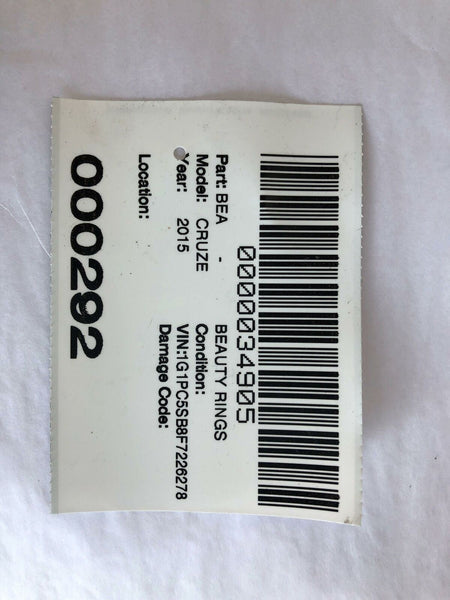 0000034905
Part: BEA - BEAUTY RINGS
Model: CRUZE Condition:
Year: 2015 VIN:1G1PC5SB8F7226278
Damage Code:
Location:
000292